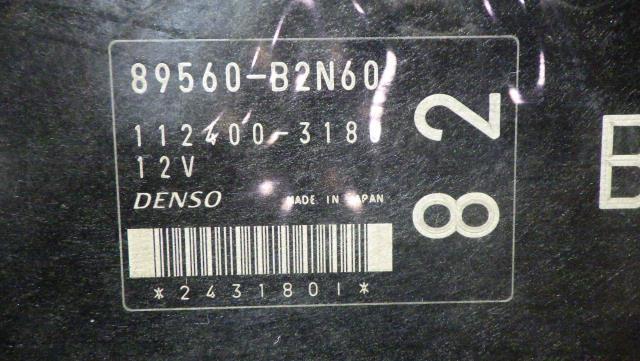 89560-B2N60
112400-318
12V
DENSO
MADE IN JAPAN
*2431801*
82